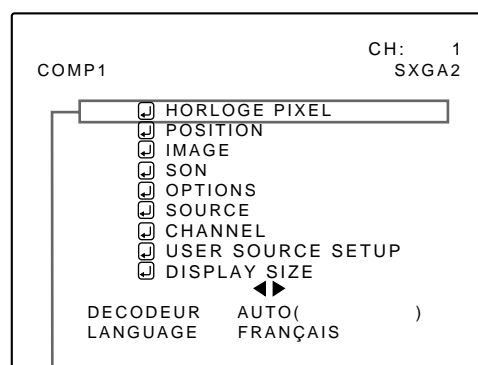 CH: 1
COMP1 SXGA2
HORLOGE PIXEL
POSITION
IMAGE
SON
OPTIONS
SOURCE
CHANNEL
USER SOURCE SETUP
DISPLAY SIZE
DECODEUR AUTO( )
LANGUAGE FRANÇAIS